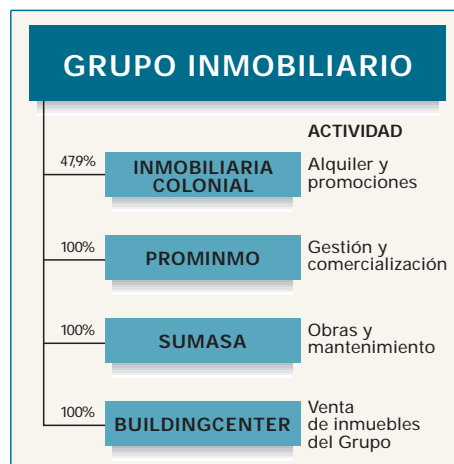 GRUPO INMOBILIARIO
ACTIVIDAD
47,9%
INMOBILIARIA
COLONIAL
Alquiler y
promociones
100%
PROMINMO
Gestión y
comercialización
100%
SUMASA
Obras y
mantenimiento
100%
BUILDINGCENTER
Venta
de inmuebles
del Grupo